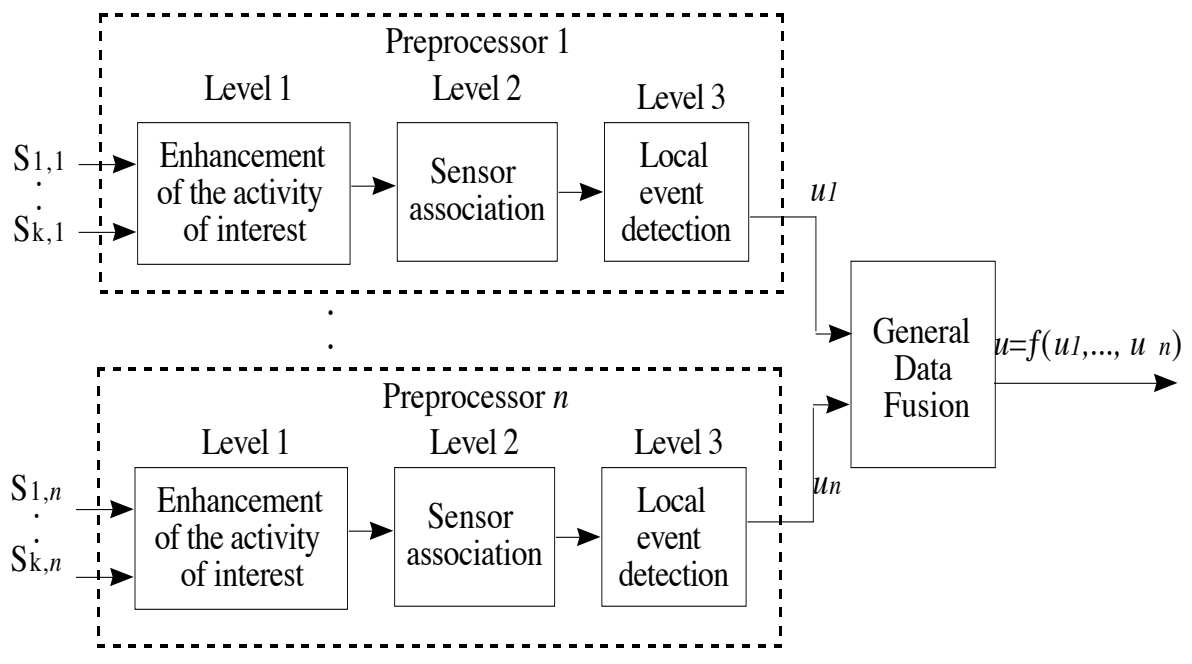 Preprocessor 1
Level 1
Level 2
Level 3
S1,1
Sk,1
Enhancement
of the activity
of interest
Sensor
association
Local
event
detection
u1
General
Data
Fusion
u=f(u1,..., u n)
Preprocessor n
Level 1
Level 2
Level 3
S1,n
Sk,n
Enhancement
of the activity
of interest
Sensor
association
Local
event
detection
un